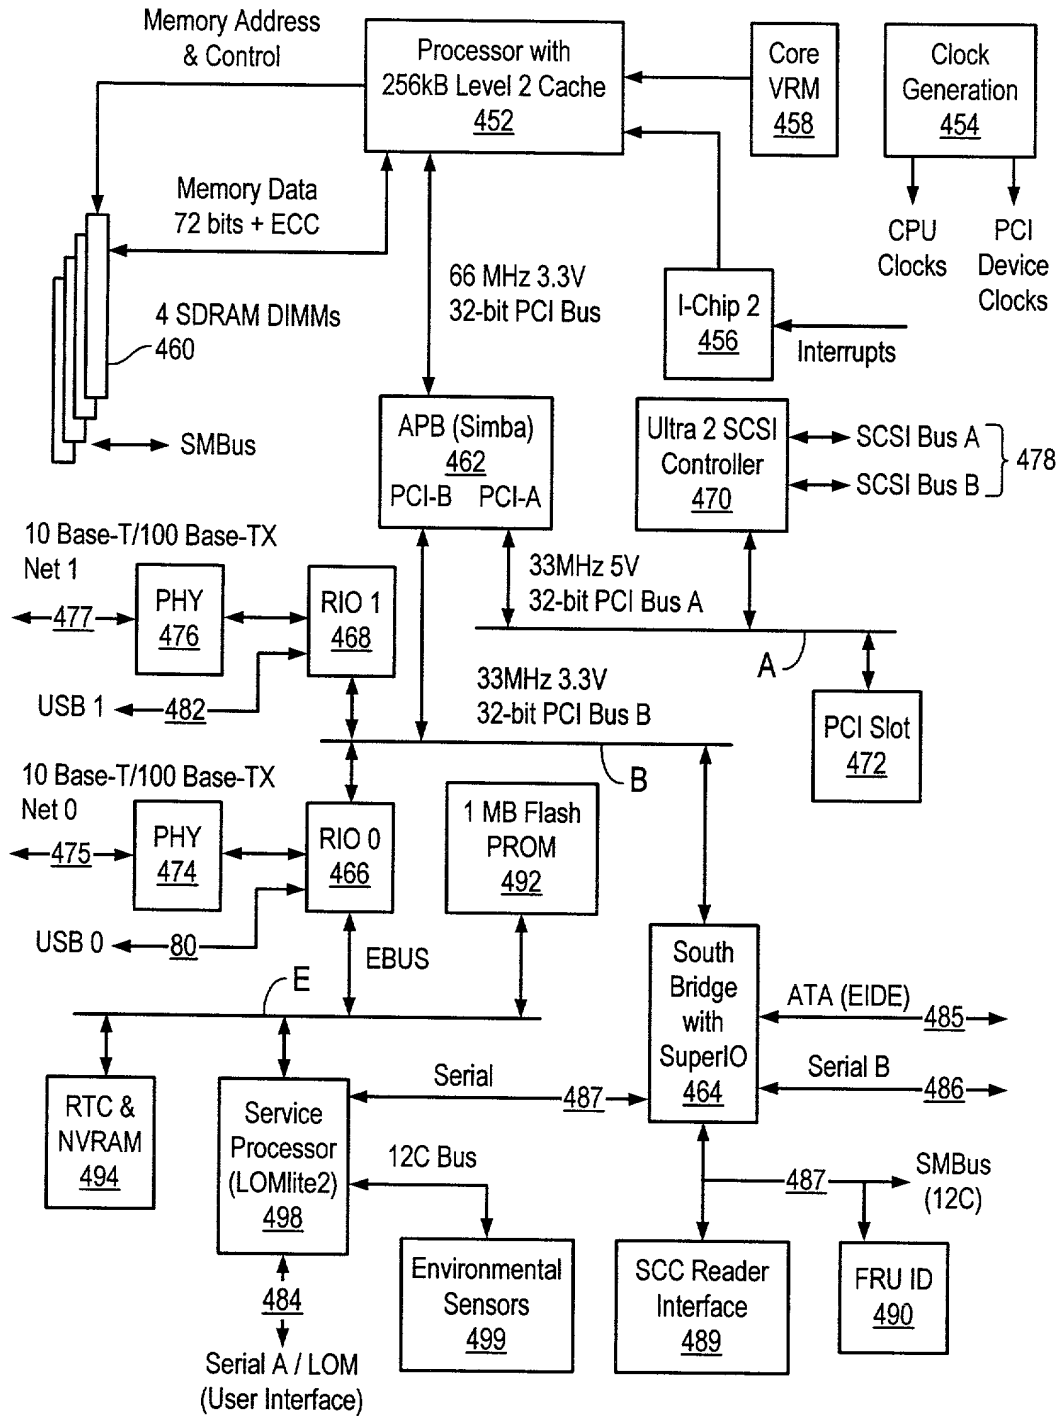 Memory Address
& Control
Processor with
256kB Level 2 Cache
452
Core
VRM
458
Clock
Generation
454
Memory Data
72 bits + ECC
CPU
Clocks
PCI
Device
Clocks
66 MHz 3.3V
32-bit PCI Bus
I-Chip 2
456
Interrupts
4 SDRAM DIMMs
460
SMBus
APB (Simba)
462
PCI-B PCI-A
Ultra 2 SCSI
Controller
470
SCSI Bus A
SCSI Bus B
478
10 Base-T/100 Base-TX
Net 1
477
PHY
476
RIO 1
468
33MHz 5V
32-bit PCI Bus A
A
USB 1
482
33MHz 3.3V
32-bit PCI Bus B
B
PCI Slot
472
10 Base-T/100 Base-TX
Net 0
475
PHY
474
RIO 0
466
1 MB Flash
PROM
492
USB 0
80
EBUS
E
South
Bridge
with
SuperIO
464
ATA (EIDE)
485
Serial B
486
RTC &
NVRAM
494
Service
Processor
(LOMlite2)
498
Serial
487
12C Bus
487
SMBus
(12C)
484
Serial A / LOM
(User Interface)
Environmental
Sensors
499
SCC Reader
Interface
489
FRU ID
490